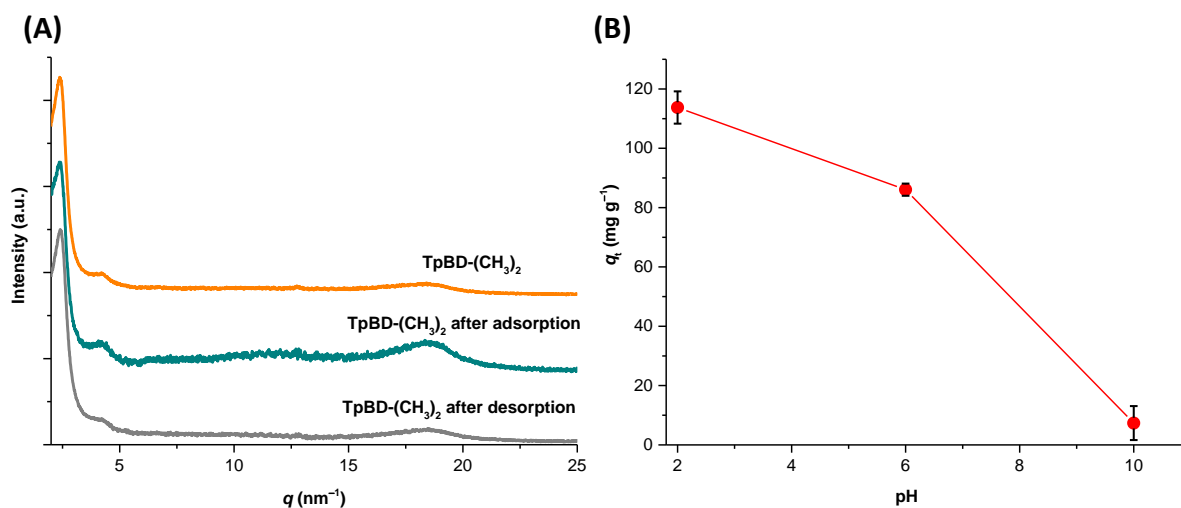 (A)
Intensity (a.u.)
TpBD-(CH₃)₂
TpBD-(CH₃)₂ after adsorption
TpBD-(CH₃)₂ after desorption
5 10 15 20 25
q (nm⁻¹)
(B)
qₜ (mg g⁻¹)
120
100
80
60
40
20
0
2 4 6 8 10
pH